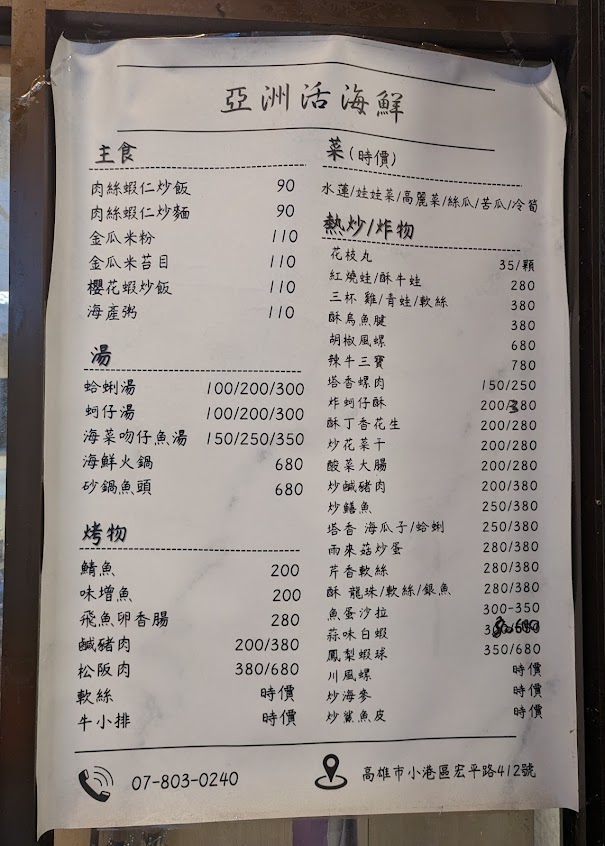 亞洲活海鮮
主食
肉絲蝦仁炒飯 90
肉絲蝦仁炒麵 90
金瓜米粉 110
金瓜米苔目 110
櫻花蝦炒飯 110
海產粥 110
湯
蛤蜊湯 100/200/300
蚵仔湯 100/200/300
海菜吻仔魚湯 150/250/350
海鮮火鍋 680
砂鍋魚頭 680
烤物
鯖魚 200
味增魚 200
飛魚卵香腸 280
鹹豬肉 200/380
松阪肉 380/680
軟絲 時價
牛小排 時價
菜(時價)
水蓮/娃娃菜/高麗菜/絲瓜/苦瓜/冷筍
熱炒/炸物
花枝丸 35/顆
紅燒蛙/酥牛蛙 280
三杯 雞/青蛙/軟絲 380
酥烏魚腱 380
胡椒風螺 680
辣牛三寶 780
塔香螺肉 150/250
炸蚵仔酥 200/380
酥丁香花生 200/280
炒花菜干 200/280
酸菜大腸 200/280
炒鹹豬肉 200/380
炒鱔魚 250/380
塔香 海瓜子/蛤蜊 250/380
雨來菇炒蛋 280/380
芹香軟絲 280/380
酥 龍珠/軟絲/銀魚 280/380
魚蛋沙拉 300-350
蒜味白蝦
鳳梨蝦球 350/680
川風螺 時價
炒海參 時價
炒鯊魚皮 時價
07-803-0240
高雄市小港區宏平路412號